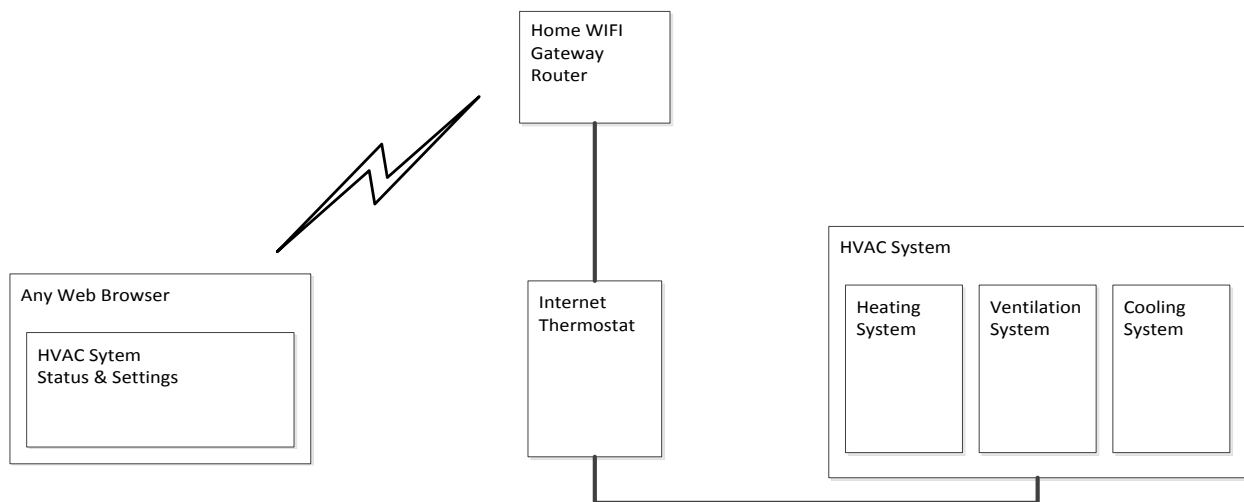 Home WIFI
Gateway
Router
Any Web Browser
HVAC Sytem
Status & Settings
Internet
Thermostat
HVAC System
Heating
System
Ventilation
System
Cooling
System